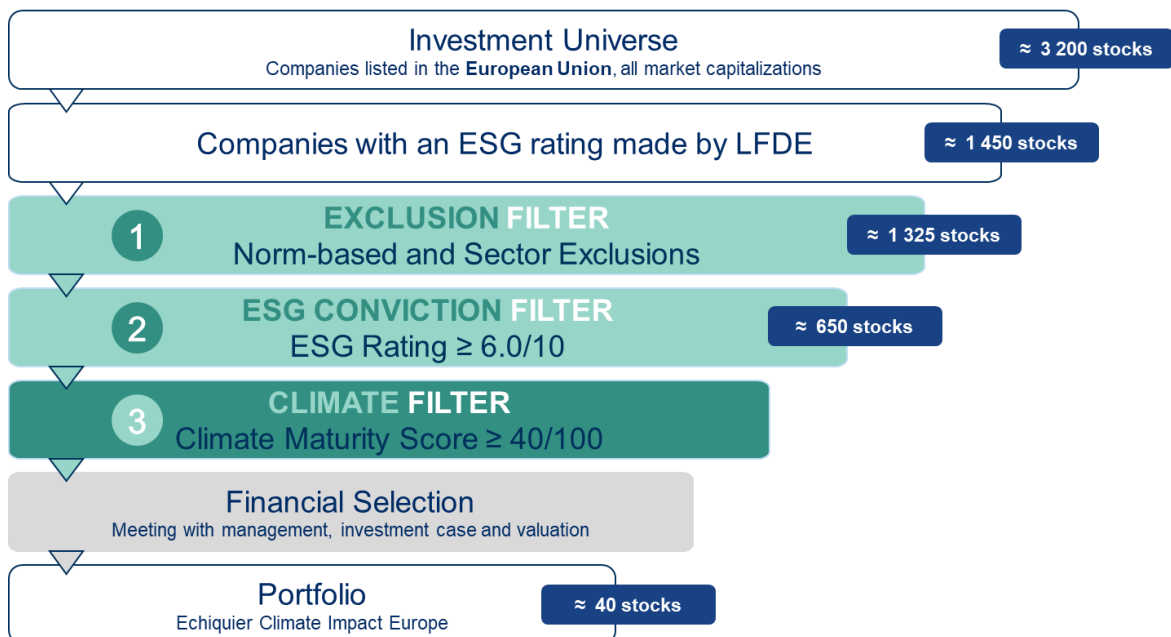 Investment Universe
Companies listed in the European Union, all market capitalizations
≈ 3 200 stocks
Companies with an ESG rating made by LFDE
≈ 1 450 stocks
1
EXCLUSION FILTER
Norm-based and Sector Exclusions
≈ 1 325 stocks
2
ESG CONVICTION FILTER
ESG Rating ≥ 6.0/10
≈ 650 stocks
3
CLIMATE FILTER
Climate Maturity Score ≥ 40/100
Financial Selection
Meeting with management, investment case and valuation
Portfolio
Echiquier Climate Impact Europe
≈ 40 stocks